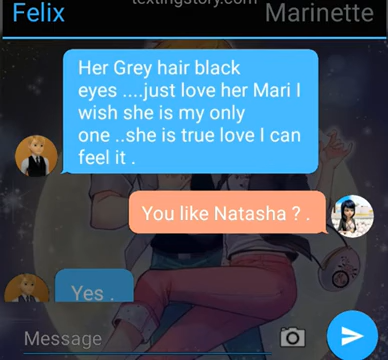 textingstory.com
Felix Marinette
Her Grey hair black
eyes ....just love her Mari I
wish she is my only
one ..she is true love I can
feel it .
You like Natasha ? .
Yes .
Message